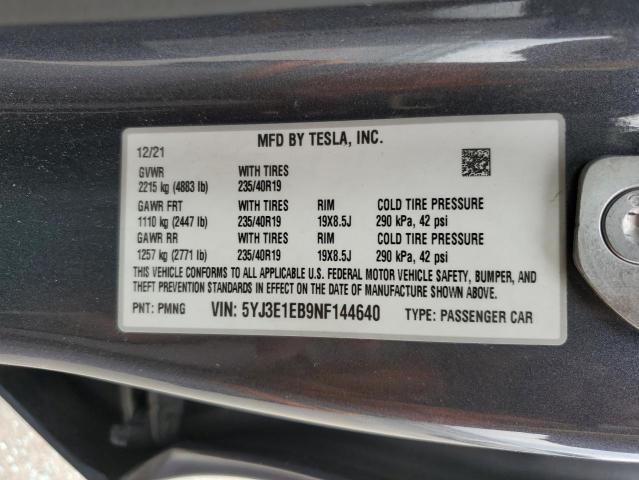 MFD BY TESLA, INC.
12/21
GVWR WITH TIRES
2215 kg (4883 lb) 235/40R19
GAWR FRT WITH TIRES RIM COLD TIRE PRESSURE
1110 kg (2447 lb) 235/40R19 19X8.5J 290 kPa, 42 psi
GAWR RR WITH TIRES RIM COLD TIRE PRESSURE
1257 kg (2771 lb) 235/40R19 19X8.5J 290 kPa, 42 psi
THIS VEHICLE CONFORMS TO ALL APPLICABLE U.S. FEDERAL MOTOR VEHICLE SAFETY, BUMPER, AND
THEFT PREVENTION STANDARDS IN EFFECT ON THE DATE OF MANUFACTURE SHOWN ABOVE.
PNT: PMNG VIN: 5YJ3E1EB9NF144640 TYPE: PASSENGER CAR